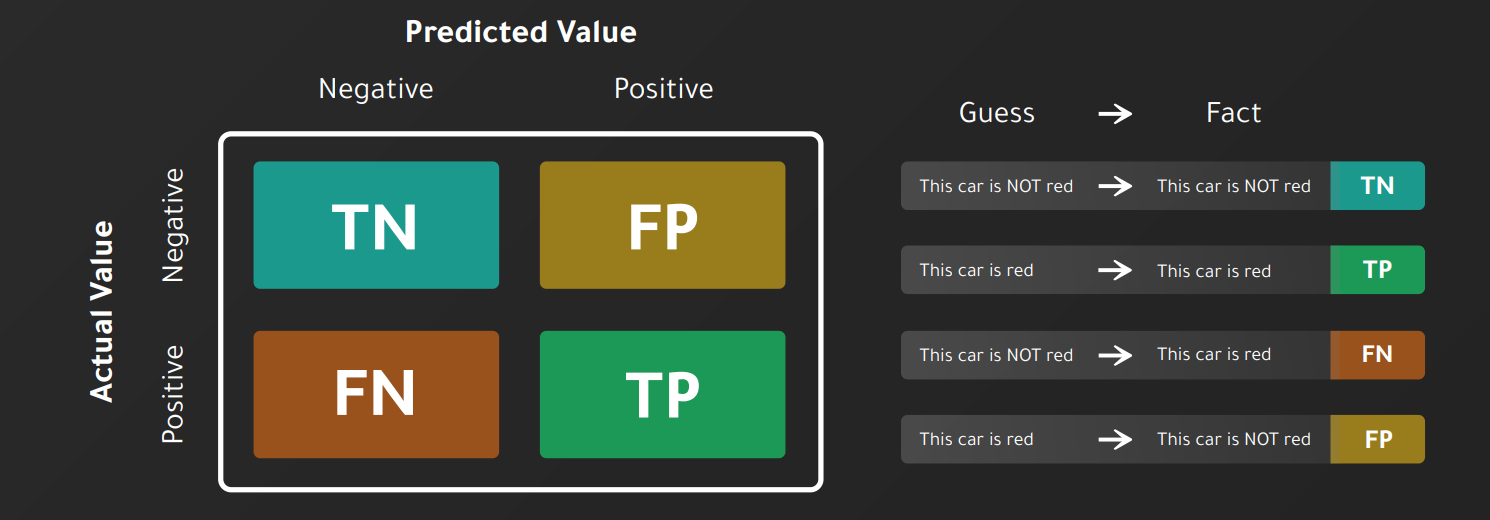 Predicted Value
Negative
Positive
Actual Value
Negative
Positive
TN
FP
FN
TP
Guess → Fact
This car is NOT red → This car is NOT red TN
This car is red → This car is red TP
This car is NOT red → This car is red FN
This car is red → This car is NOT red FP